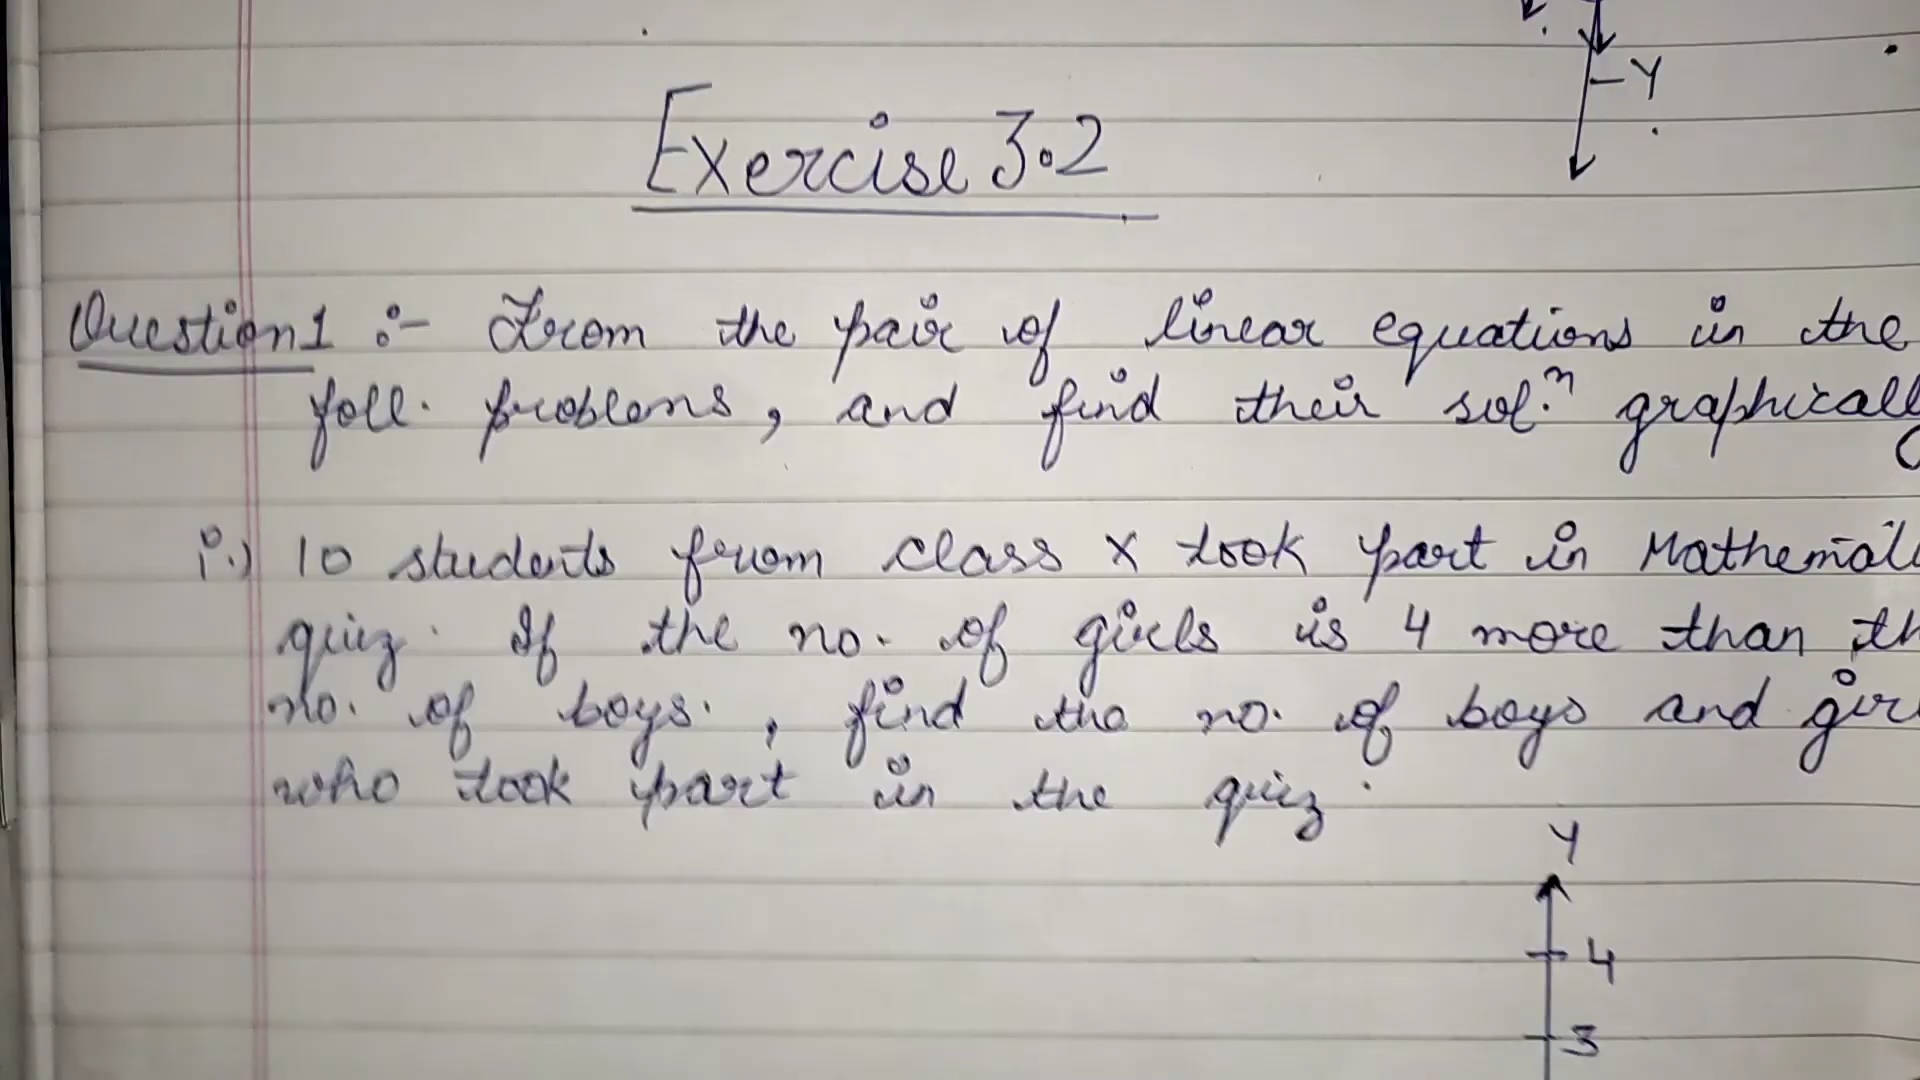 -Y
Exercise 3.2
Question 1 :- From the pair of linear equations in the
foll. problems, and find their sol.n graphically
i.) 10 students from class X took part in Mathemati
quiz. If the no. of girls is 4 more than th
no. of boys. , find the no. of boys and gir
who took part in the quiz.
Y
4
3